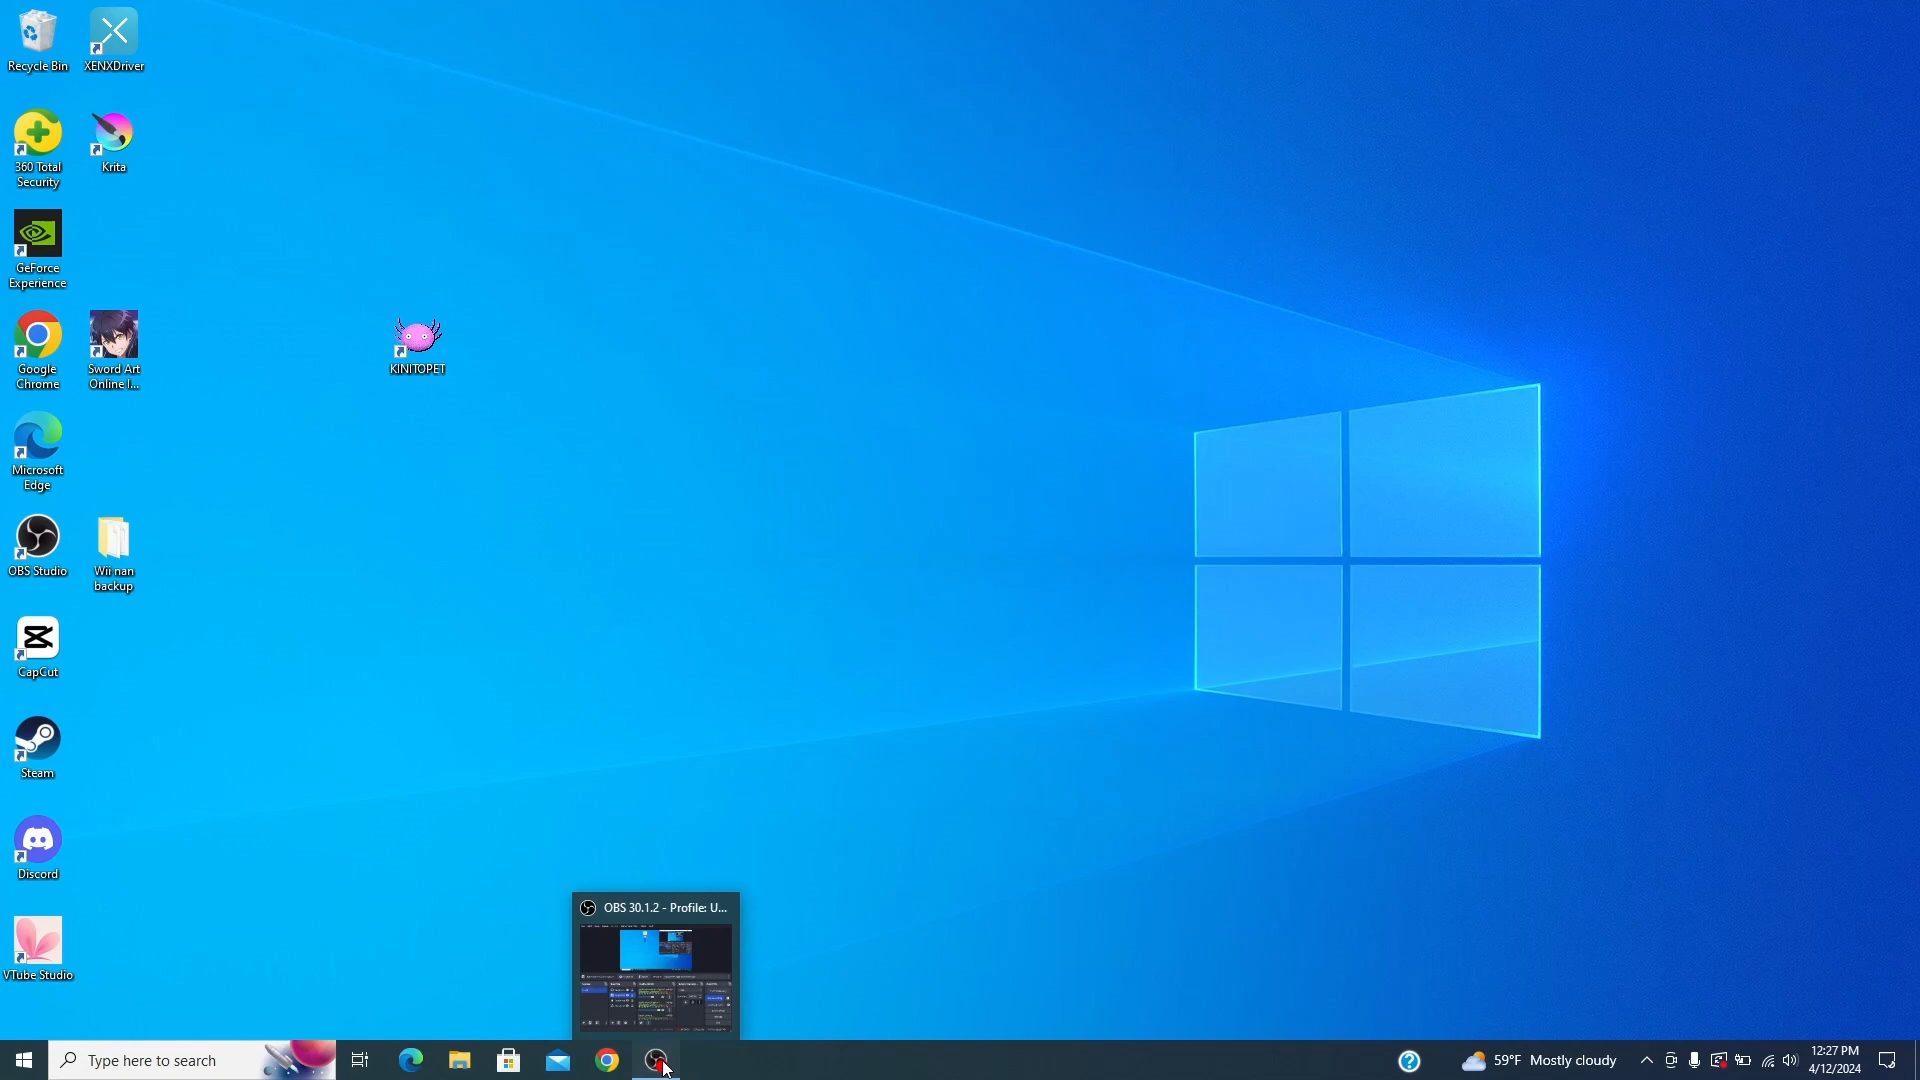 Recycle Bin
XENXDriver
360 Total
Security
Krita
GeForce
Experience
Google
Chrome
Sword Art
Online I...
KINITOPET
Microsoft
Edge
OBS Studio
Wii nan
backup
CapCut
Steam
Discord
VTube Studio
OBS 30.1.2 - Profile: U...
Type here to search
59°F Mostly cloudy
12:27 PM
4/12/2024